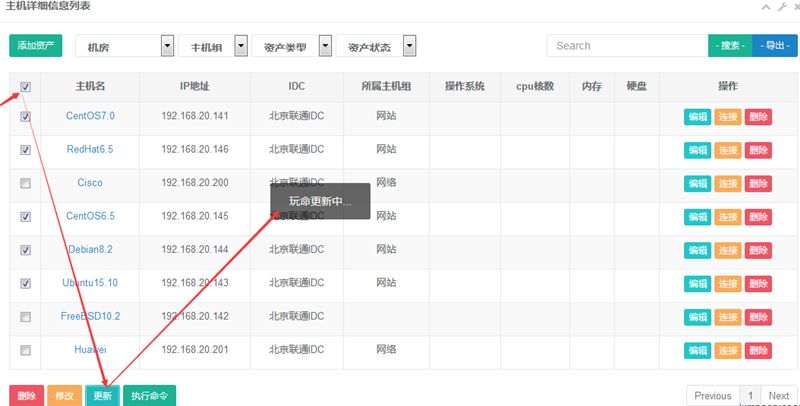 主机详细信息列表
添加资产 机房 主机组 资产类型 资产状态 Search - 搜索 - - 导出 -
主机名 IP地址 IDC 所属主机组 操作系统 cpu核数 内存 硬盘 操作
CentOS7.0 192.168.20.141 北京联通IDC 网站 编辑 连接 删除
RedHat6.5 192.168.20.146 北京联通IDC 网站 编辑 连接 删除
Cisco 192.168.20.200 北京联通IDC 网络 编辑 连接 删除
玩命更新中...
CentOS6.5 192.168.20.145 北京联通IDC 网站 编辑 连接 删除
Debian8.2 192.168.20.144 北京联通IDC 网站 编辑 连接 删除
Ubuntu15.10 192.168.20.143 北京联通IDC 网站 编辑 连接 删除
FreeBSD10.2 192.168.20.142 北京联通IDC 编辑 连接 删除
Huawei 192.168.20.201 北京联通IDC 网络 编辑 连接 删除
删除 修改 更新 执行命令 Previous 1 Next